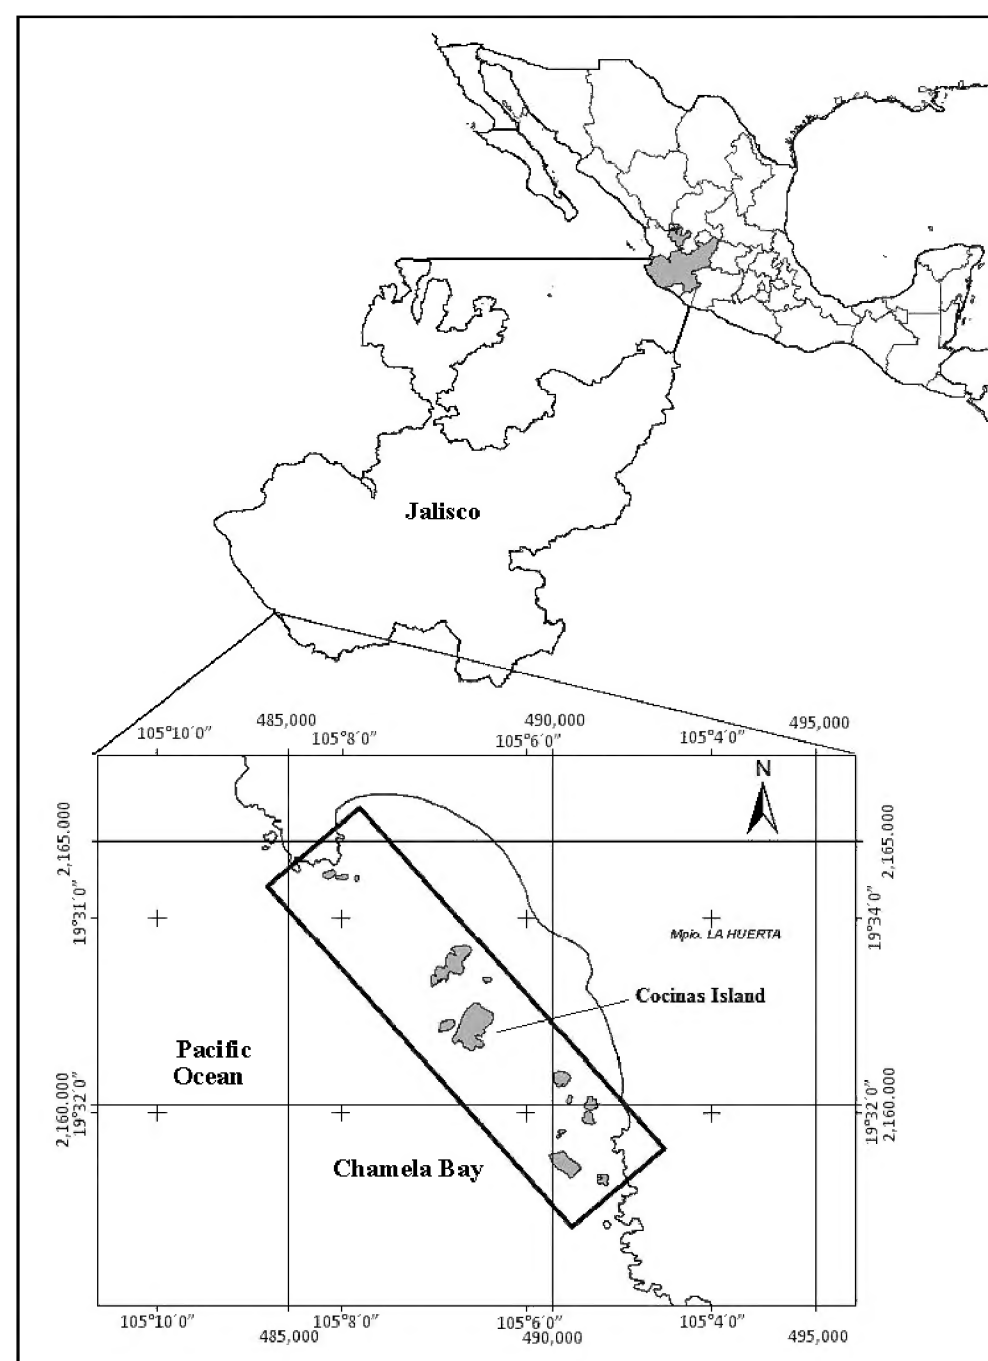 Jalisco
485,000 490,000 495,000
105°10´0” 105°8´0” 105°6´0” 105°4´0”
N
2,165.000 2,165.000
19°31´0” 19°34´0”
Mpio. LA HUERTA
Cocinas Island
Pacific
Ocean
2,160.000 2,160.000
19°32´0” 19°32´0”
Chamela Bay
105°10´0” 105°8´0” 105°6´0” 105°4´0”
485,000 490,000 495,000